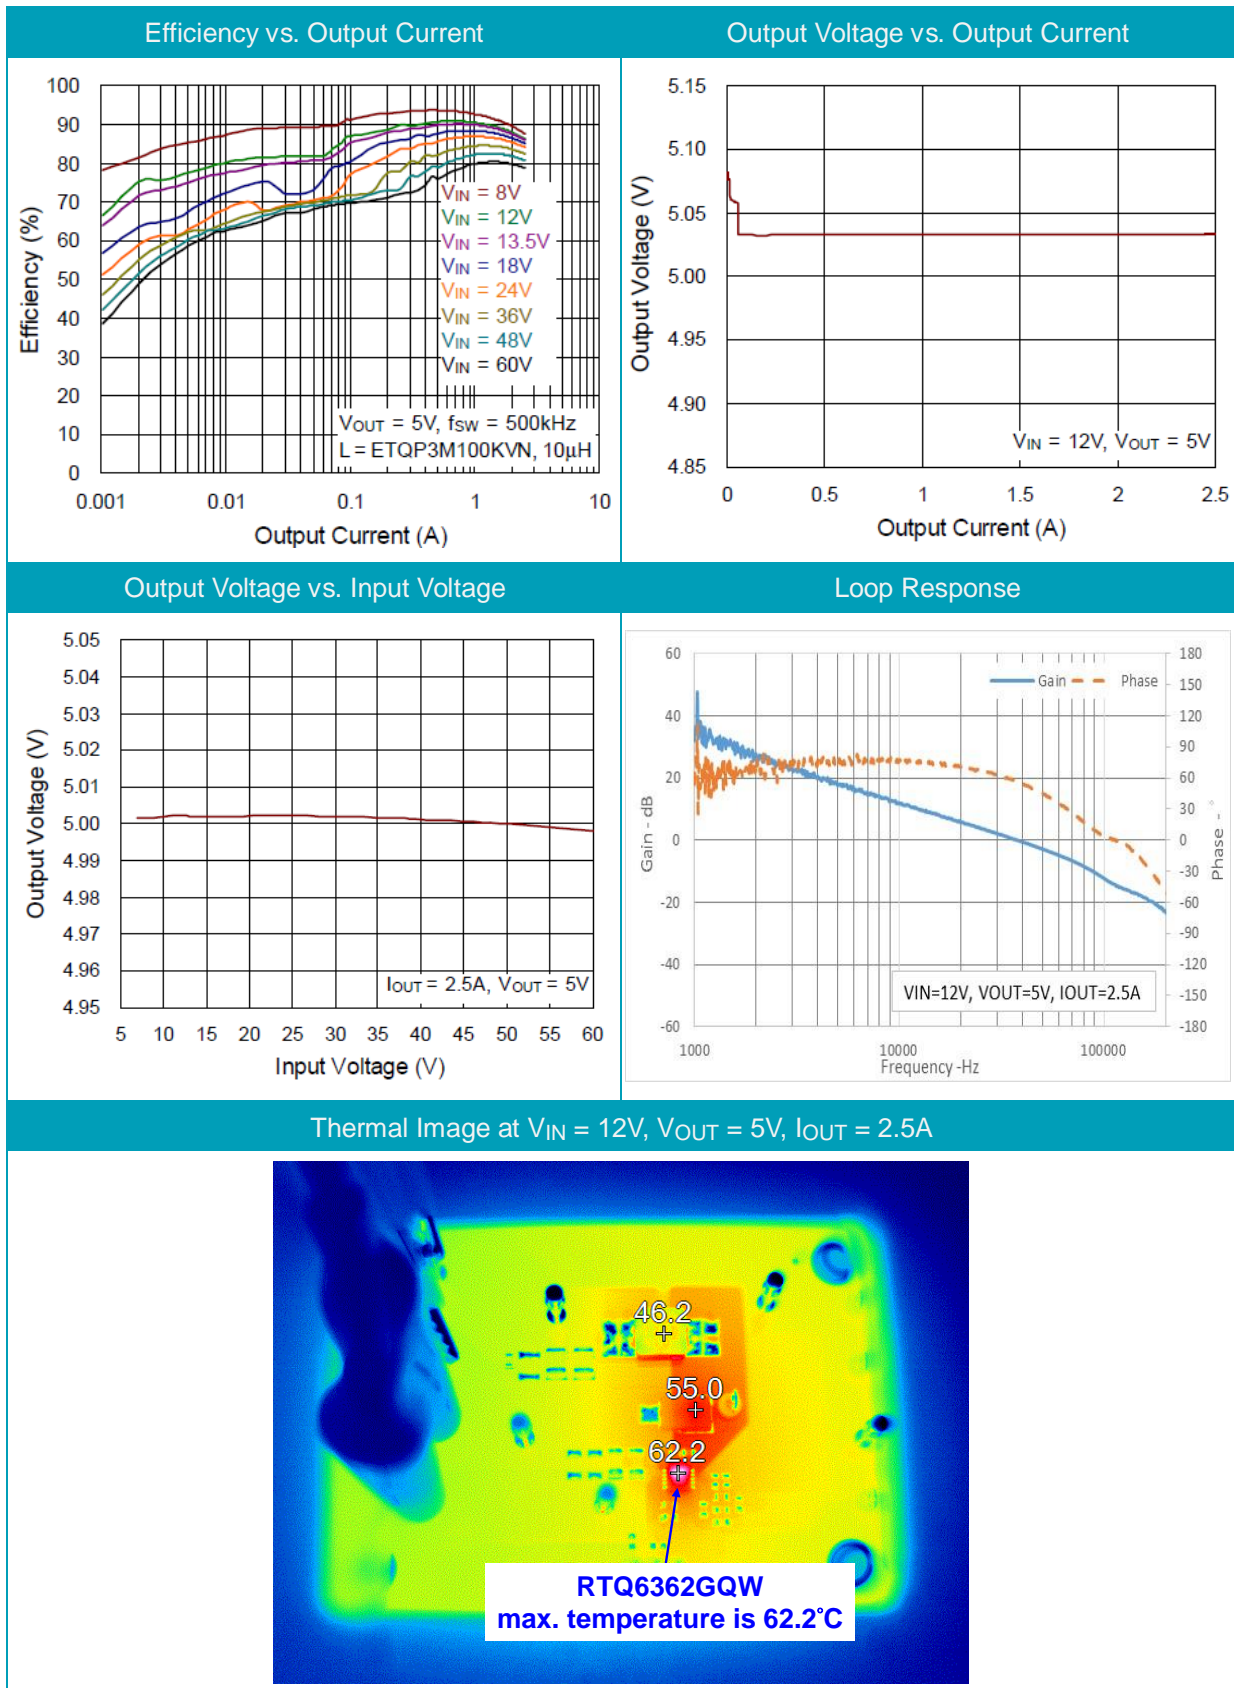 Efficiency vs. Output Current
100
90
80
70
60
50
40
30
20
10
0
Efficiency (%)
VIN = 8V
VIN = 12V
VIN = 13.5V
VIN = 18V
VIN = 24V
VIN = 36V
VIN = 48V
VIN = 60V
VOUT = 5V, fSW = 500kHz
L = ETQP3M100KVN, 10μH
0.001 0.01 0.1 1 10
Output Current (A)
Output Voltage vs. Output Current
5.15
5.10
5.05
5.00
4.95
4.90
4.85
Output Voltage (V)
VIN = 12V, VOUT = 5V
0 0.5 1 1.5 2 2.5
Output Current (A)
Output Voltage vs. Input Voltage
5.05
5.04
5.03
5.02
5.01
5.00
4.99
4.98
4.97
4.96
4.95
Output Voltage (V)
IOUT = 2.5A, VOUT = 5V
5 10 15 20 25 30 35 40 45 50 55 60
Input Voltage (V)
Loop Response
60
40
20
0
-20
-40
-60
Gain - dB
Gain Phase
180
150
120
90
60
30
0
-30
-60
-90
-120
-150
-180
Phase - °
VIN=12V, VOUT=5V, IOUT=2.5A
1000 10000 100000
Frequency -Hz
Thermal Image at VIN = 12V, VOUT = 5V, IOUT = 2.5A
46.2
55.0
62.2
RTQ6362GQW
max. temperature is 62.2°C